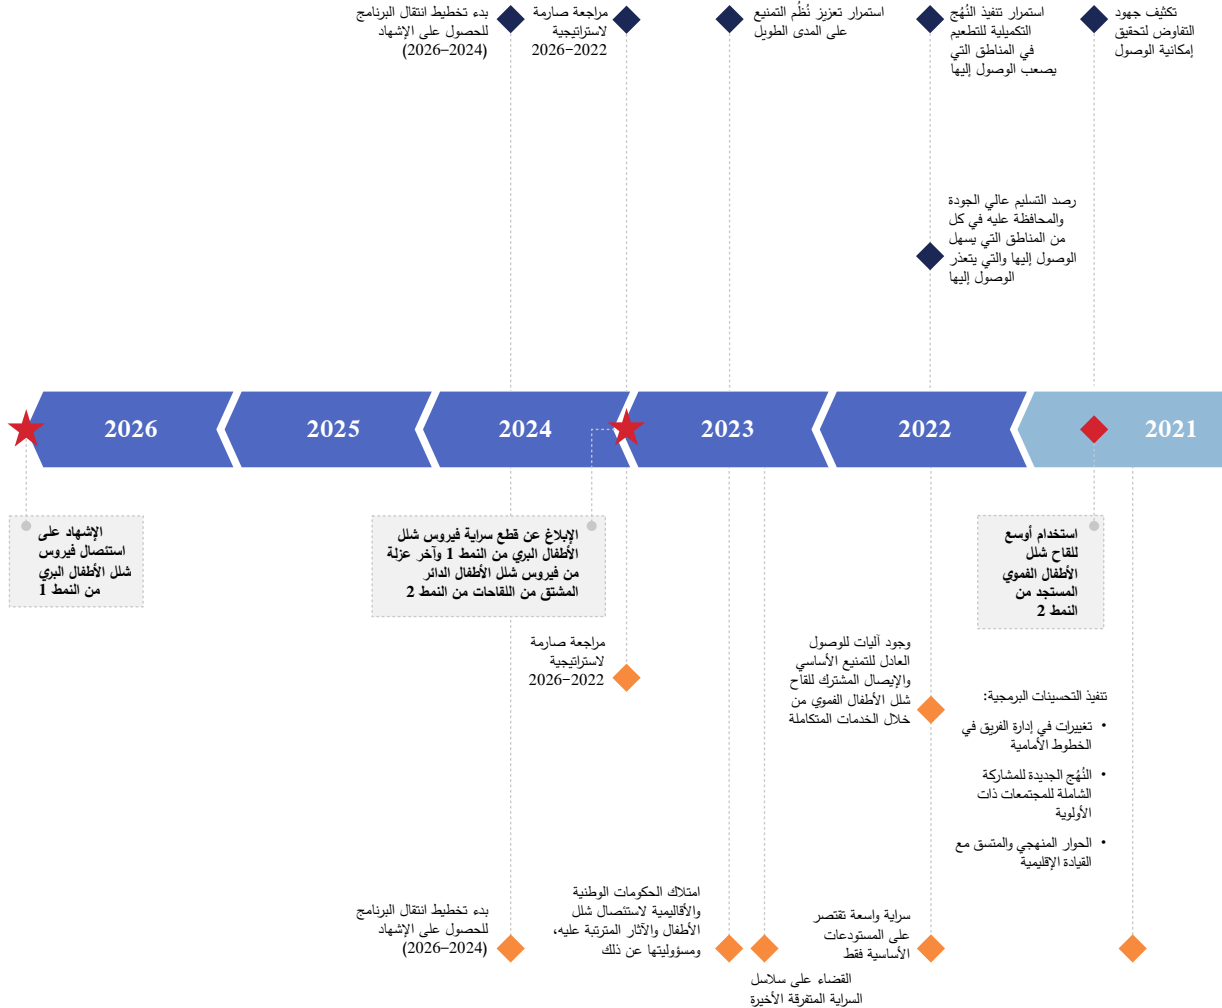 تكثيف جهود
التفاوض لتحقيق
إمكانية الوصول
استمرار تنفيذ النُهُج
التكميلية للتطعيم
في المناطق التي
يصعب الوصول إليها
استمرار تعزيز نُظُم التمنيع
على المدى الطويل
مراجعة صارمة
لاستراتيجية
2022–2026
بدء تخطيط انتقال البرنامج
للحصول على الإشهاد
(2024–2026)
رصد التسليم عالي الجودة
والمحافظة عليه في كل
من المناطق التي يسهل
الوصول إليها والتي يتعذر
الوصول إليها
2021
2022
2023
2024
2025
2026
استخدام أوسع
للقاح شلل
الأطفال الفموي
المستجد من
النمط 2
الإبلاغ عن قطع سراية فيروس شلل
الأطفال البري من النمط 1 وآخر عزلة
من فيروس شلل الأطفال الدائر
المشتق من اللقاحات من النمط 2
الإشهاد على
استئصال فيروس
شلل الأطفال البري
من النمط 1
تنفيذ التحسينات البرمجية:
• تغييرات في إدارة الفريق في
الخطوط الأمامية
• النُهُج الجديدة للمشاركة
الشاملة للمجتمعات ذات
الأولوية
• الحوار المنهجي والمتسق مع
القيادة الإقليمية
وجود آليات للوصول
العادل للتمنيع الأساسي
والإيصال المشترك للقاح
شلل الأطفال الفموي من
خلال الخدمات المتكاملة
مراجعة صارمة
لاستراتيجية
2022–2026
سراية واسعة تقتصر
على المستودعات
الأساسية فقط
القضاء على سلاسل
السراية المتفرقة الأخيرة
امتلاك الحكومات الوطنية
والأقاليمية لاستئصال شلل
الأطفال والآثار المترتبة عليه،
ومسؤوليتها عن ذلك
بدء تخطيط انتقال البرنامج
للحصول على الإشهاد
(2024–2026)